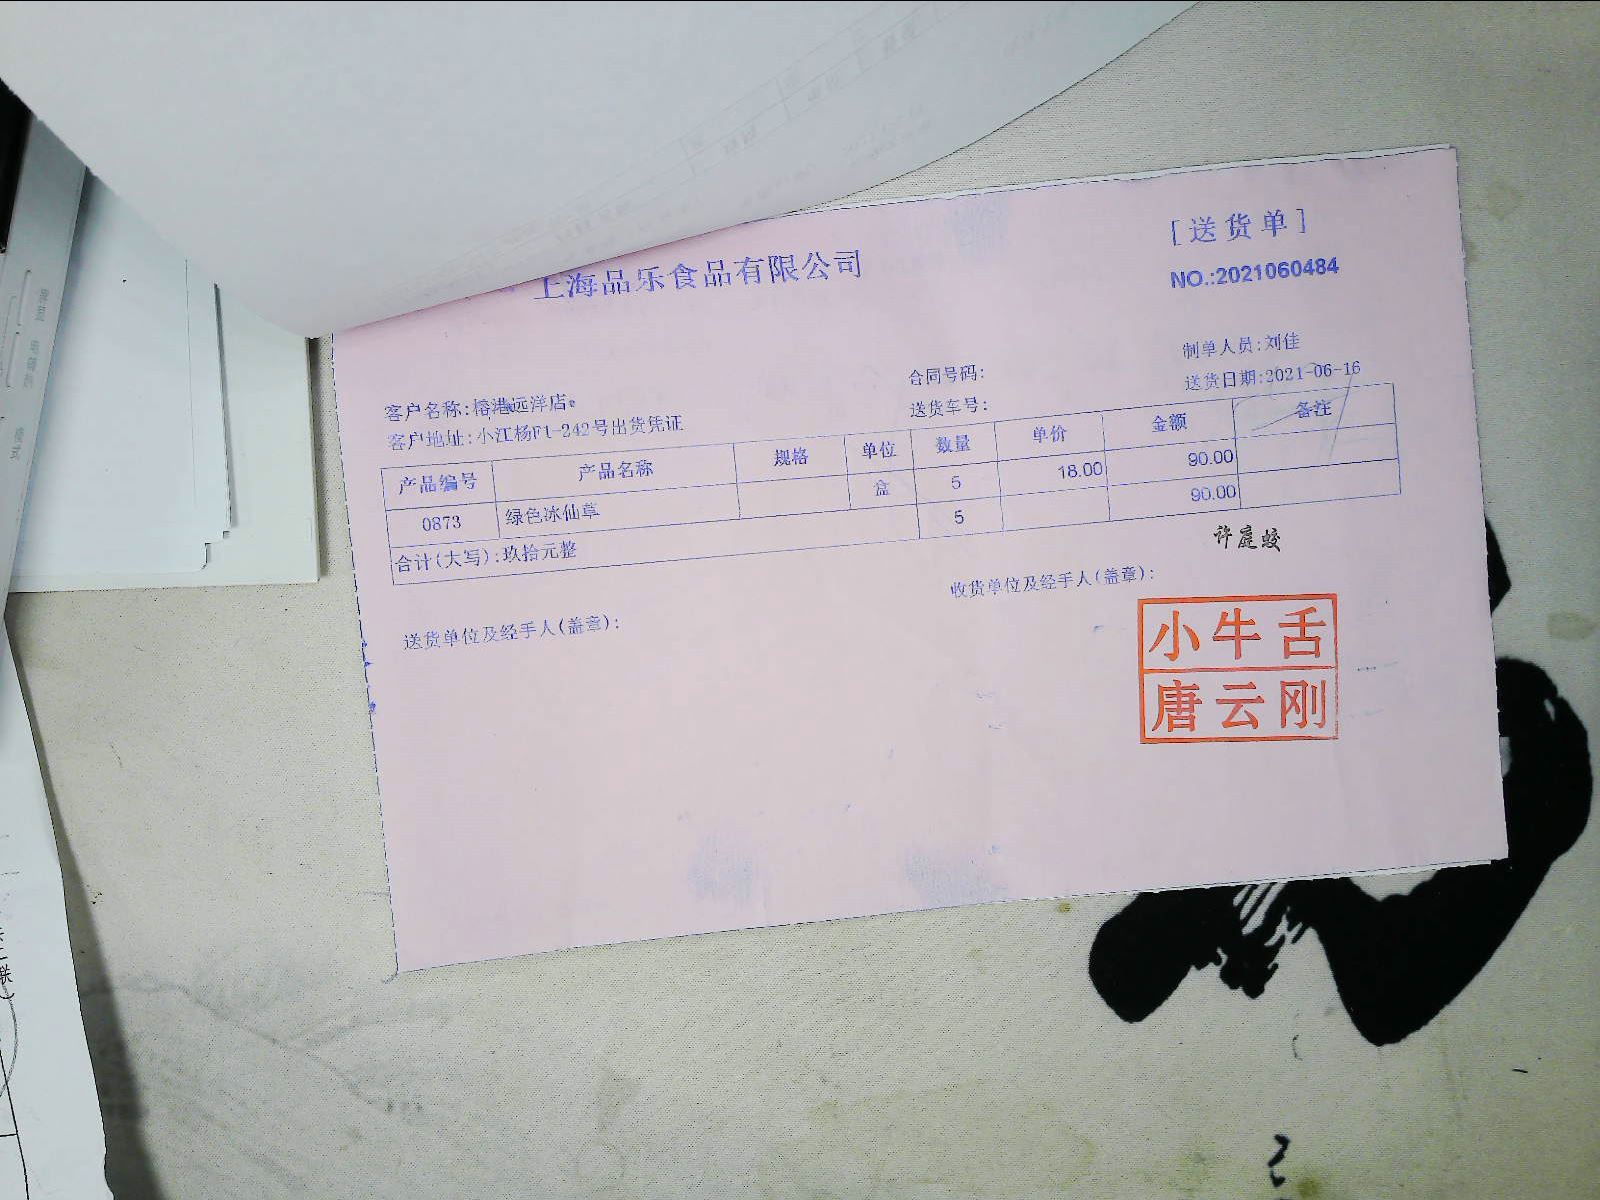 上海品乐食品有限公司
[送货单]
NO.:2021060484
制单人员:刘佳
合同号码:
送货日期:2021-06-16
客户名称:榕港远洋店
送货车号:
客户地址:小江杨F1-242号出货凭证
产品编号 产品名称 规格 单位 数量 单价 金额 备注
0873 绿色冰仙草 盒 5 18.00 90.00
合计(大写):玖拾元整 5 90.00
许庭蛟
收货单位及经手人(盖章):
送货单位及经手人(盖章):
小牛舌
唐云刚